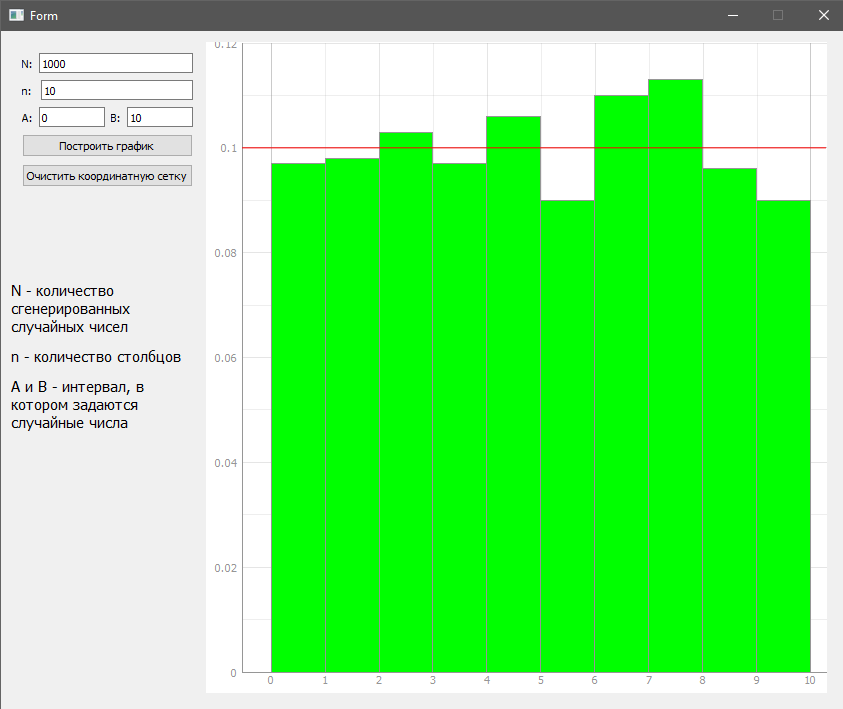 Form
N: 1000
n: 10
A: 0 B: 10
Построить график
Очистить координатную сетку
N - количество
сгенерированных
случайных чисел
n - количество столбцов
A и B - интервал, в
котором задаются
случайные числа
0.12
0.1
0.08
0.06
0.04
0.02
0
0 1 2 3 4 5 6 7 8 9 10